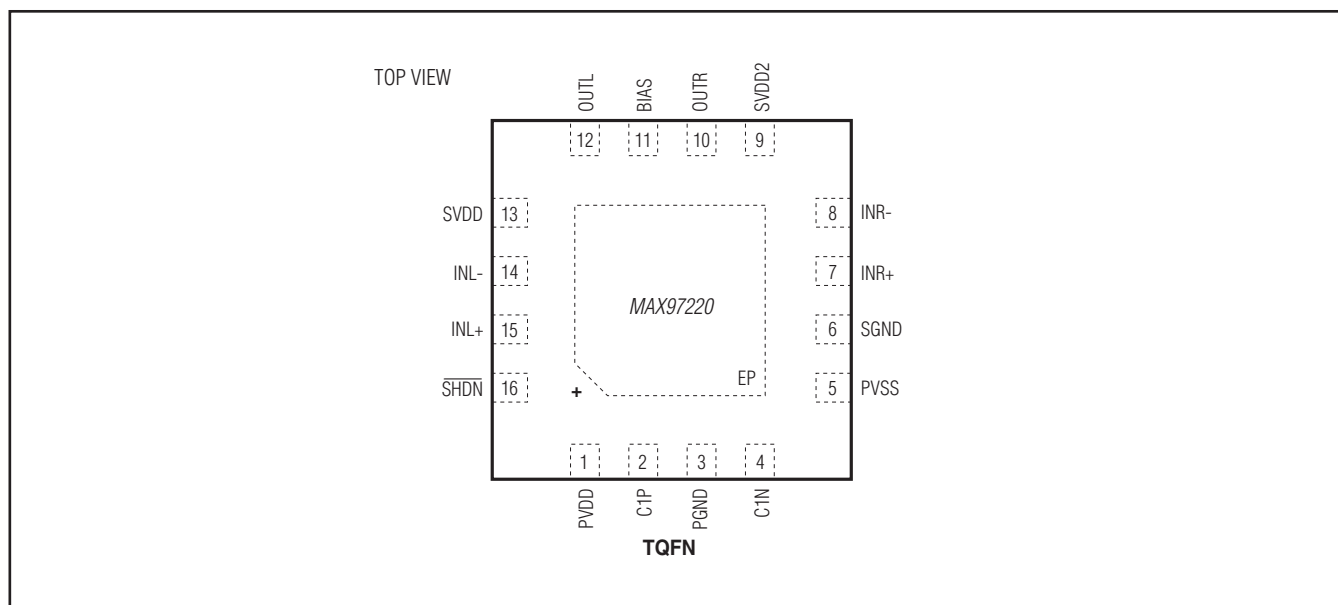 TOP VIEW
OUTL
BIAS
OUTR
SVDD2
12
11
10
9
SVDD 13
8 INR-
INL- 14
7 INR+
MAX97220
INL+ 15
6 SGND
SHDN 16
+
EP
5 PVSS
1
2
3
4
PVDD
C1P
PGND
C1N
TQFN